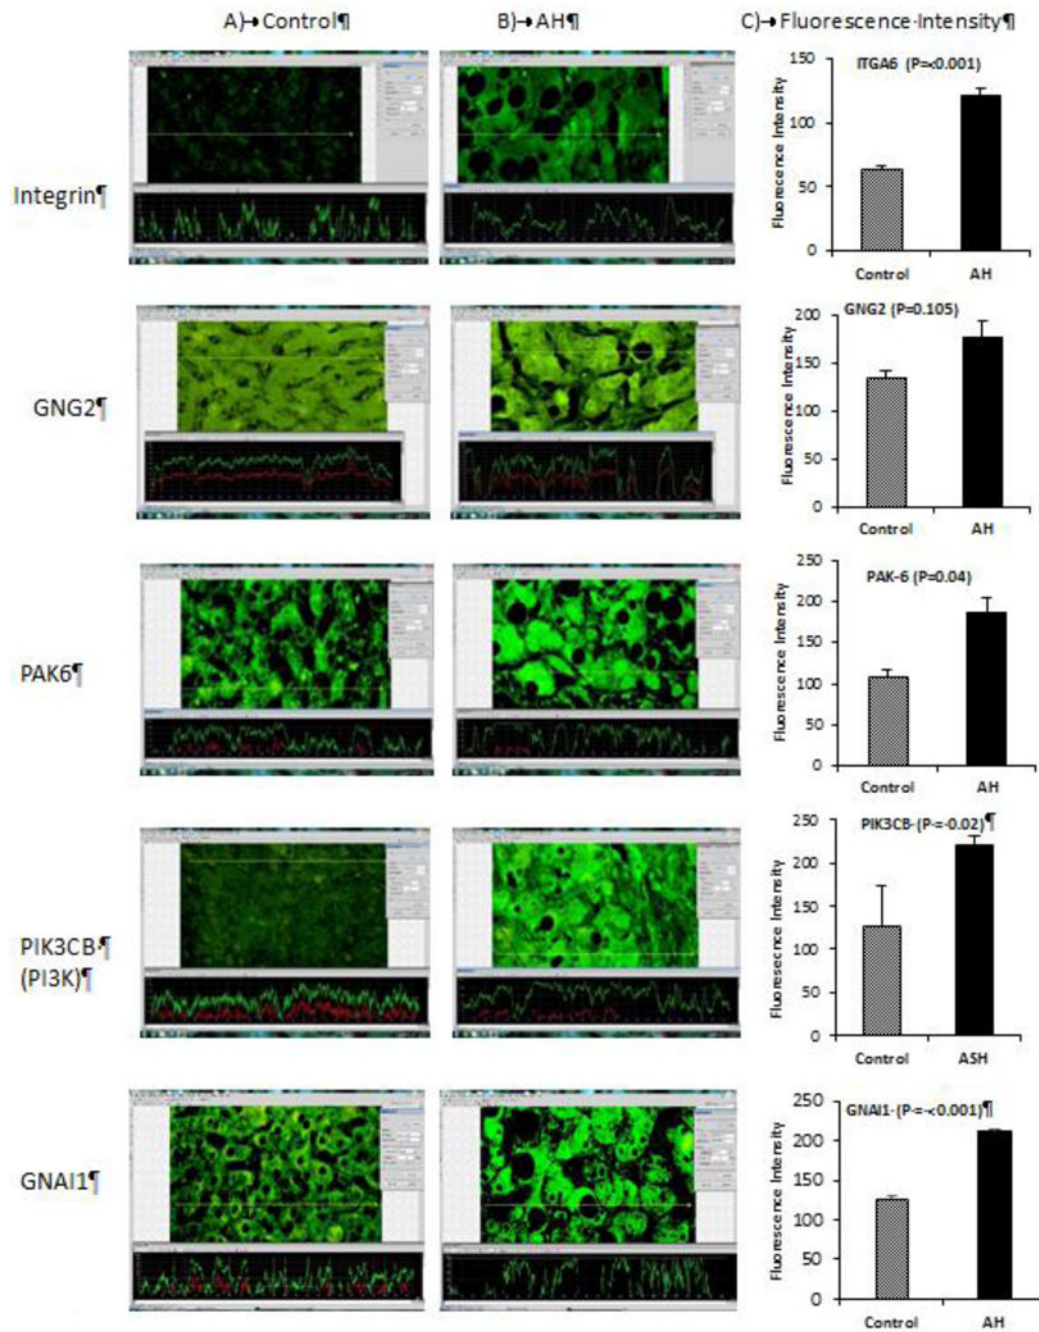 A)→Control¶
B)→AH¶
C)→Fluorescence·Intensity¶
Integrin¶
ITGA6 (P=<0.001)
Fluorescence Intensity
150
100
50
0
Control
AH
GNG2¶
GNG2 (P=0.105)
Fluorescence Intensity
200
150
100
50
0
Control
AH
PAK6¶
PAK-6 (P=0.04)
Fluorescence Intensity
250
200
150
100
50
0
Control
AH
PIK3CB·¶
(PI3K)¶
PIK3CB·(P·=·0.02)¶
Fluoresecnce Intensity
250
200
150
100
50
0
Control
ASH
GNAI1¶
GNAI1·(P·=·<0.001)¶
Fluorescence Intensity
250
200
150
100
50
0
Control
AH